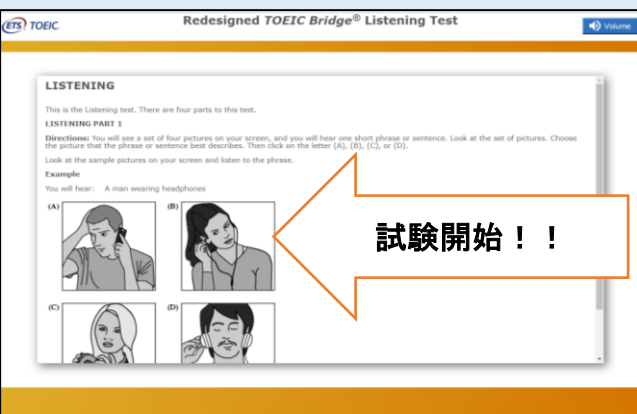 ETS TOEIC.
Redesigned TOEIC Bridge® Listening Test
Volume
LISTENING
This is the Listening test. There are four parts to this test.
LISTENING PART 1
Directions: You will see a set of four pictures on your screen, and you will hear one short phrase or sentence. Look at the set of pictures. Choose
the picture that the phrase or sentence best describes. Then click on the letter (A), (B), (C), or (D).
Look at the sample pictures on your screen and listen to the phrase.
Example
You will hear: A man wearing headphones
(A)
(B)
試験開始！！
(C)
(D)